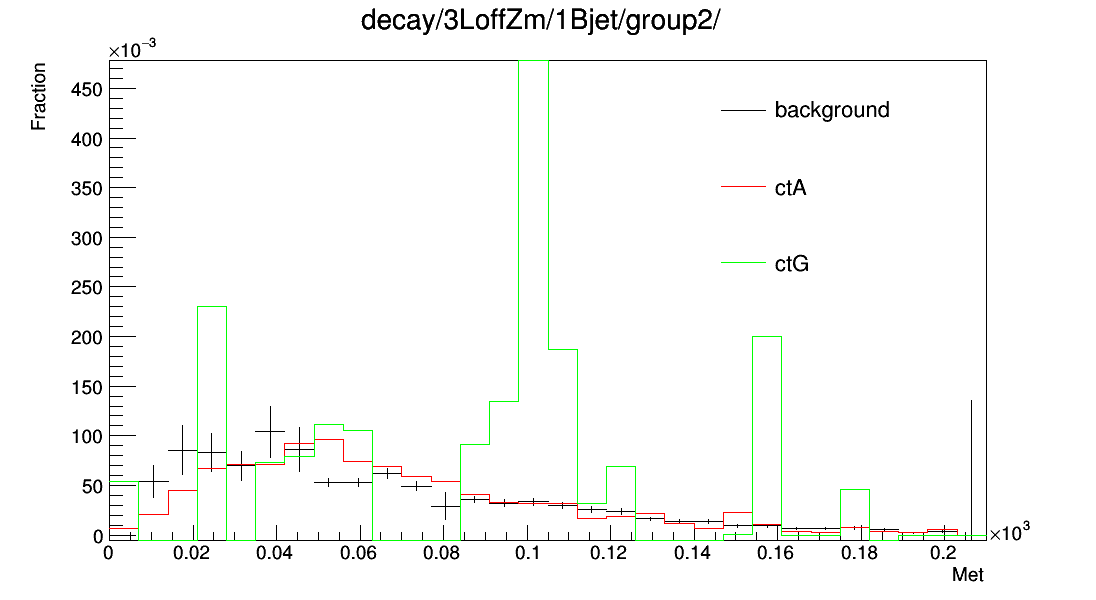 decay/3LoffZm/1Bjet/group2/
×10⁻³
Fraction
450
400
350
300
250
200
150
100
50
0
background
ctA
ctG
0 0.02 0.04 0.06 0.08 0.1 0.12 0.14 0.16 0.18 0.2 ×10³
Met